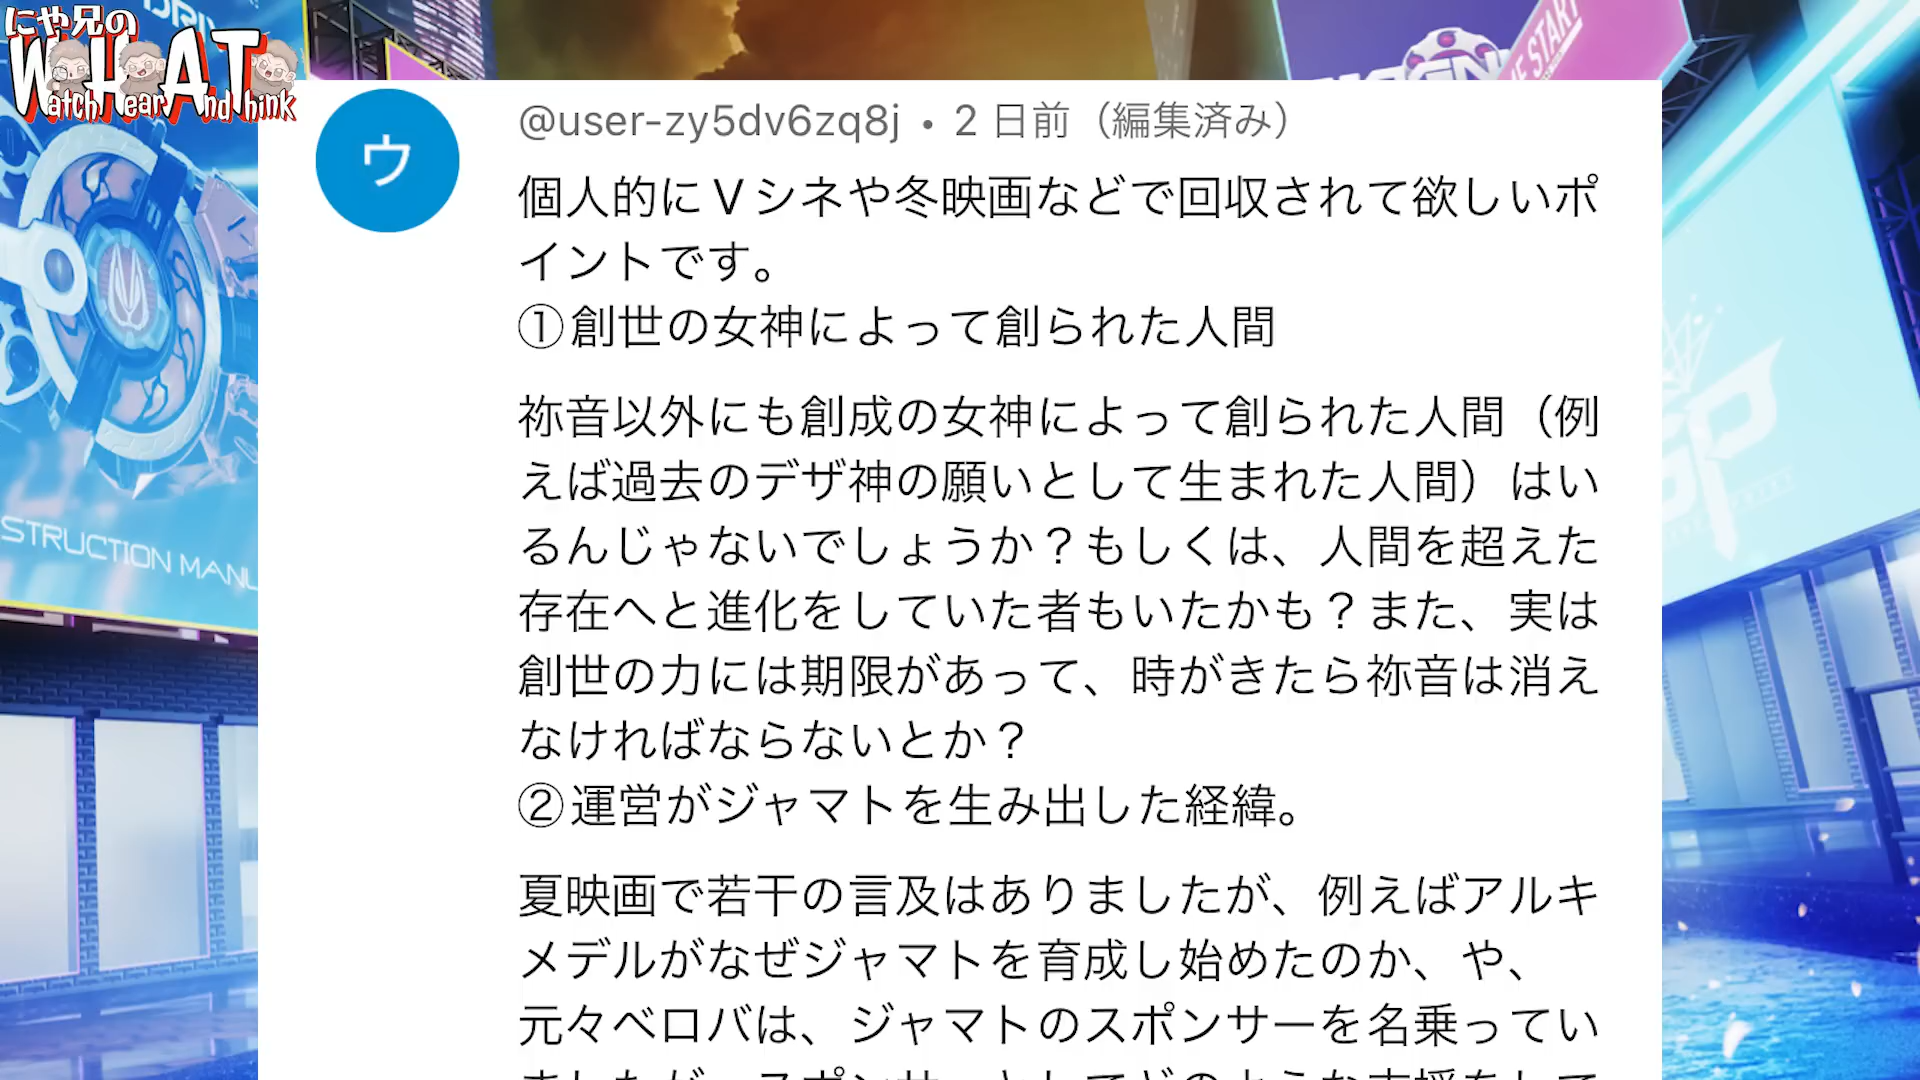 にや兄の
WHAT
Watch Hear And Think
DRI
GEN
E START
@user-zy5dv6zq8j・2 日前（編集済み）
ウ
個人的に V シネや冬映画などで回収されて欲しいポ
イントです。
①創世の女神によって創られた人間
祢音以外にも創成の女神によって創られた人間（例
えば過去のデザ神の願いとして生まれた人間）はい
るんじゃないでしょうか？もしくは、人間を超えた
存在へと進化をしていた者もいたかも？また、実は
創世の力には期限があって、時がきたら祢音は消え
なければならないとか？
②運営がジャマトを生み出した経緯。
夏映画で若干の言及はありましたが、例えばアルキ
メデルがなぜジャマトを育成し始めたのか、や、
元々ベロバは、ジャマトのスポンサーを名乗ってい
STRUCTION MANU